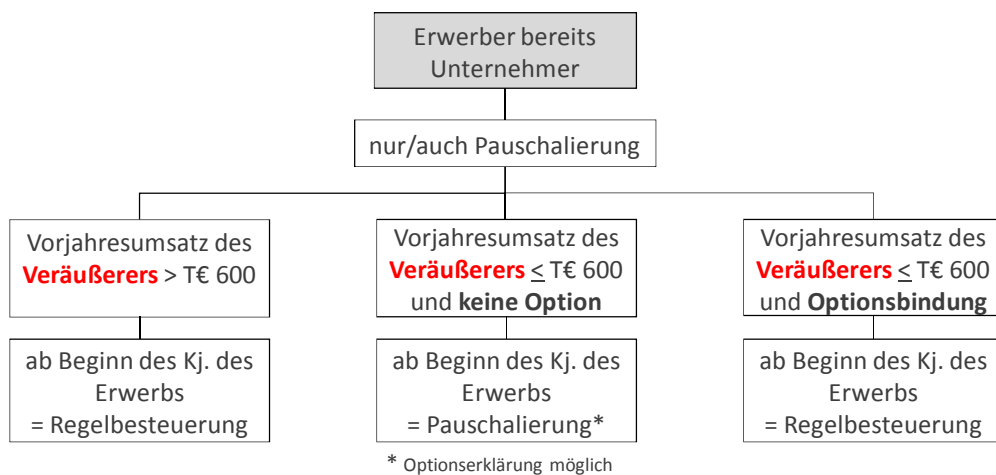 Erwerber bereits
Unternehmer
nur/auch Pauschalierung
Vorjahresumsatz des
Veräußerers > T€ 600
Vorjahresumsatz des
Veräußerers ≤ T€ 600
und keine Option
Vorjahresumsatz des
Veräußerers ≤ T€ 600
und Optionsbindung
ab Beginn des Kj. des
Erwerbs
= Regelbesteuerung
ab Beginn des Kj. des
Erwerbs
= Pauschalierung*
ab Beginn des Kj. des
Erwerbs
= Regelbesteuerung
* Optionserklärung möglich